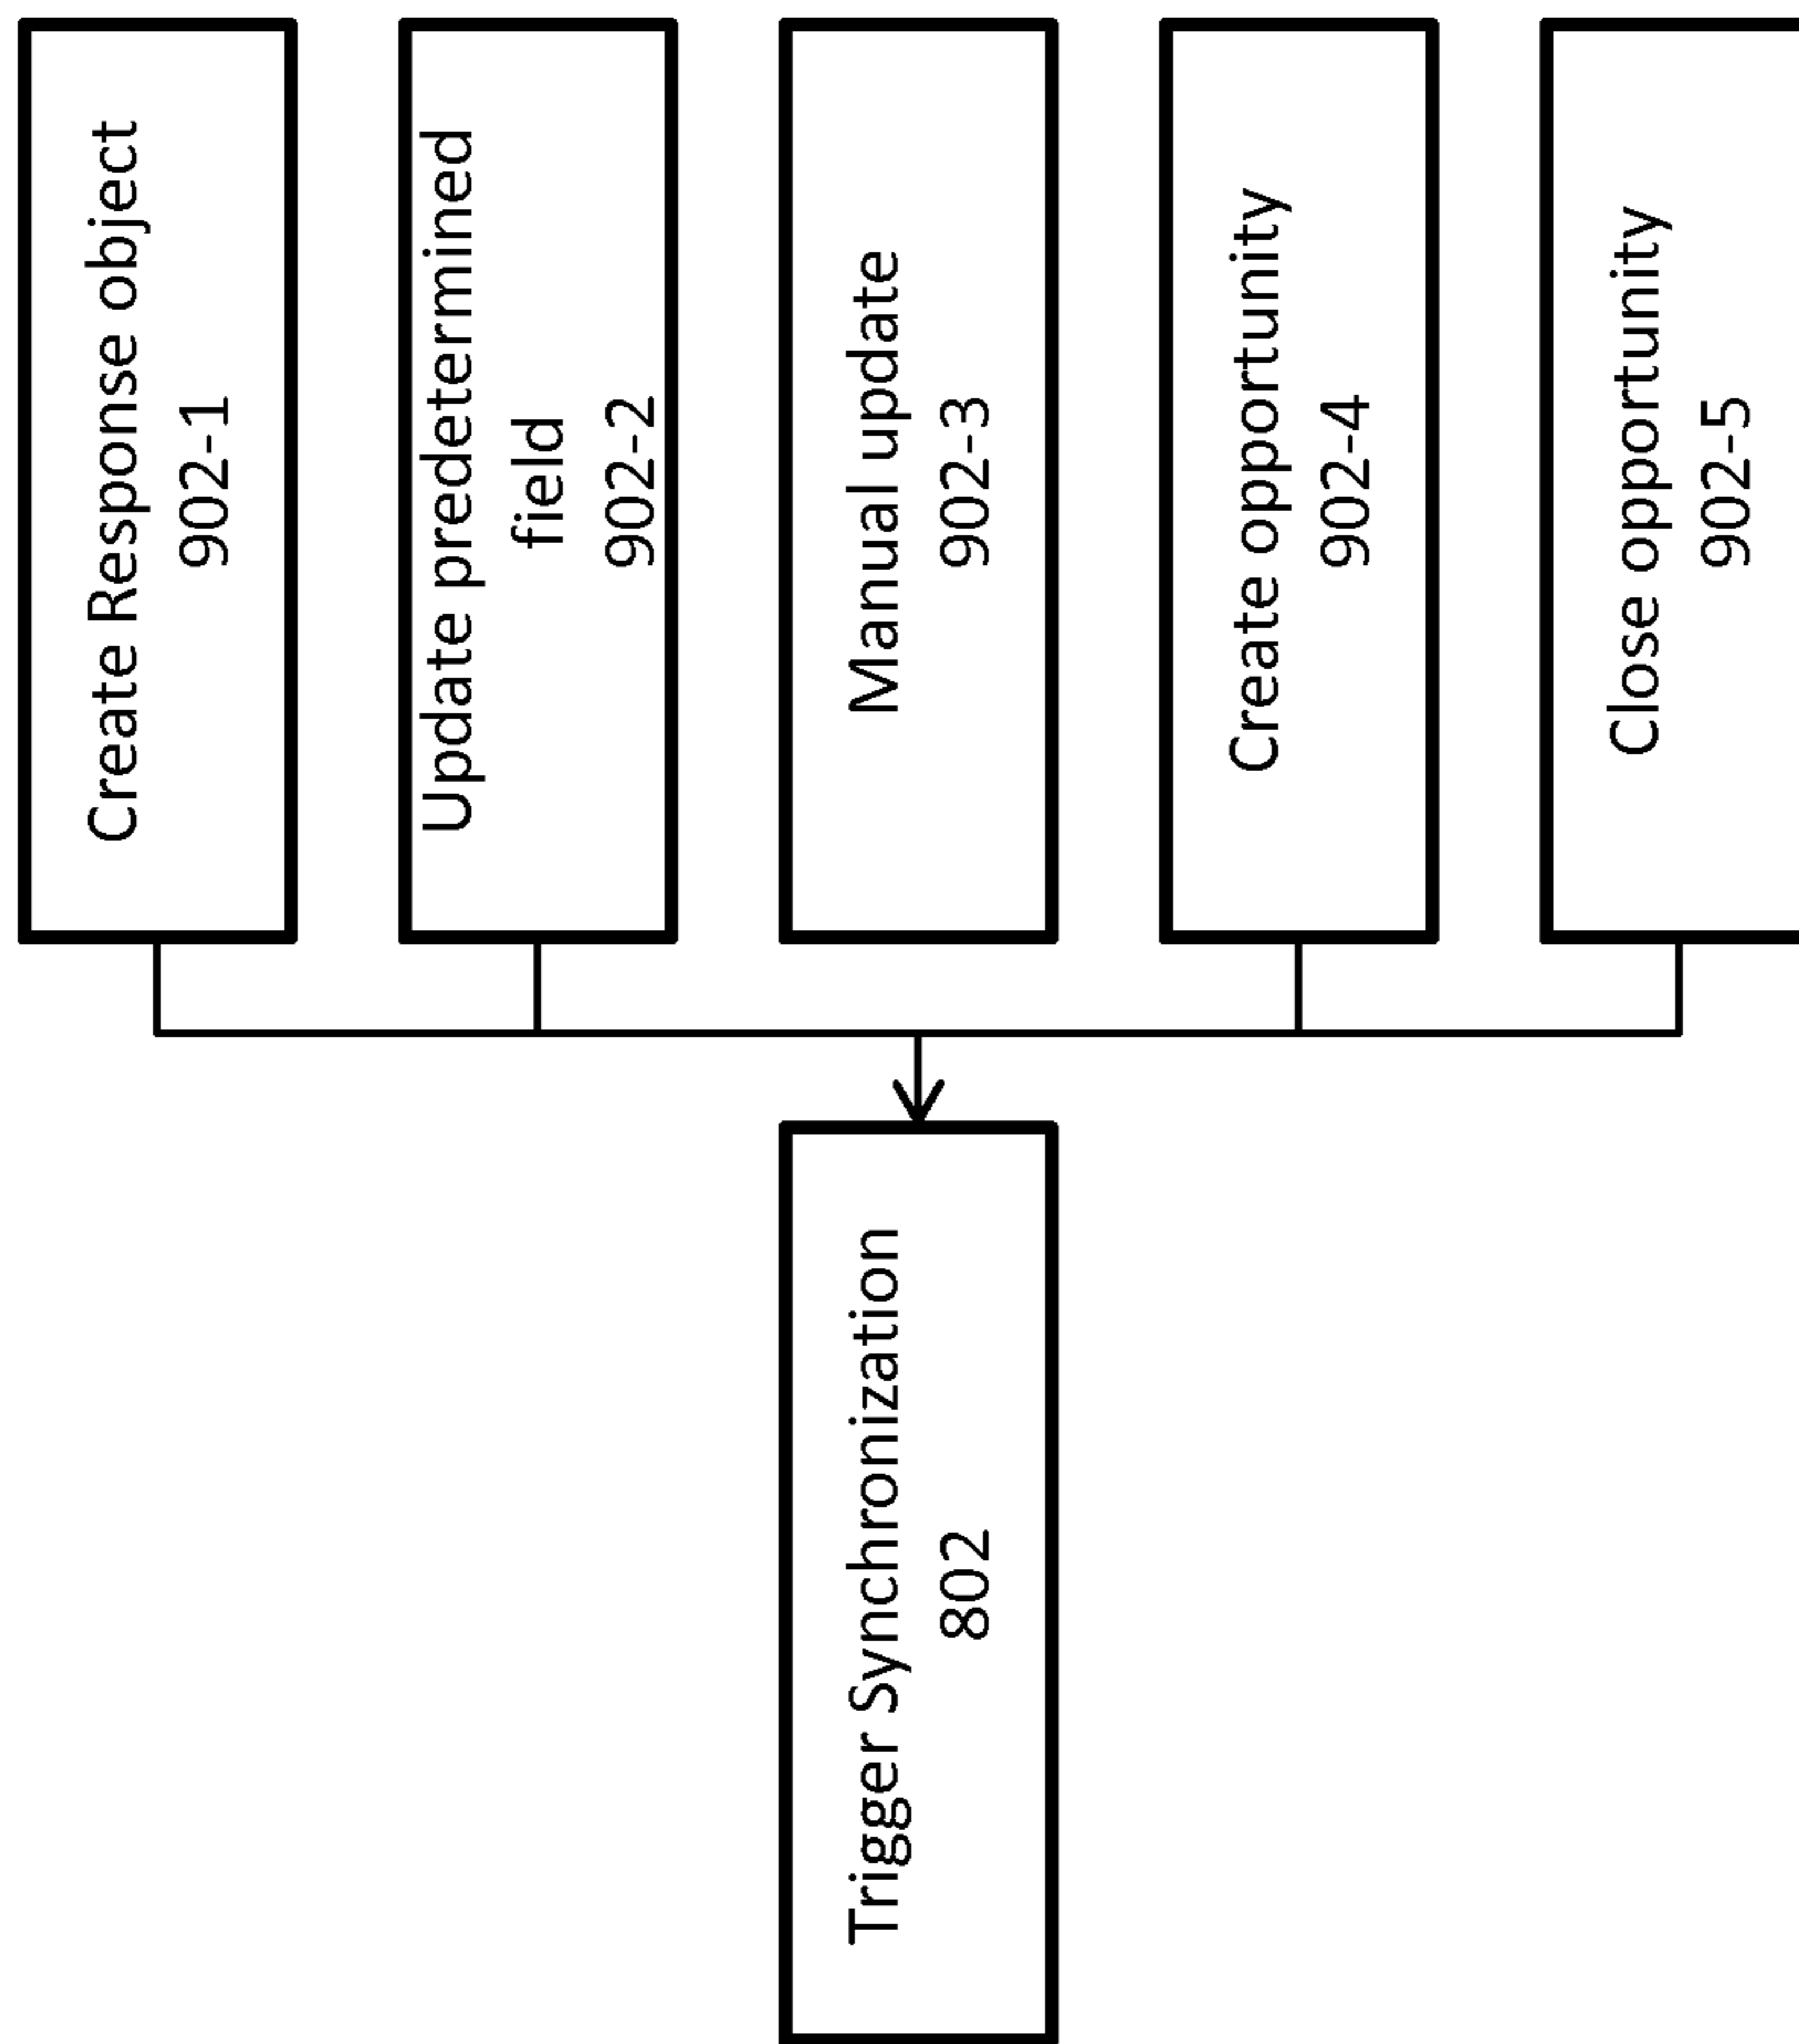 Create Response object
902-1
Update predetermined
field
902-2
Manual update
902-3
Create opportunity
902-4
Close opportunity
902-5
Trigger Synchronization
802